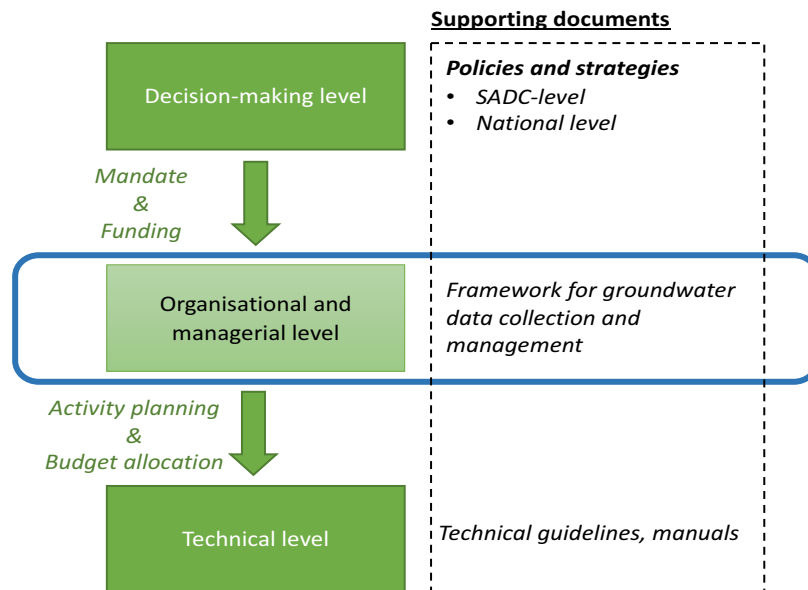 Supporting documents
Decision-making level
Policies and strategies
• SADC-level
• National level
Mandate
&
Funding
Organisational and
managerial level
Framework for groundwater
data collection and
management
Activity planning
&
Budget allocation
Technical level
Technical guidelines, manuals